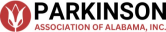 PARKINSON
ASSOCIATION OF ALABAMA, INC.